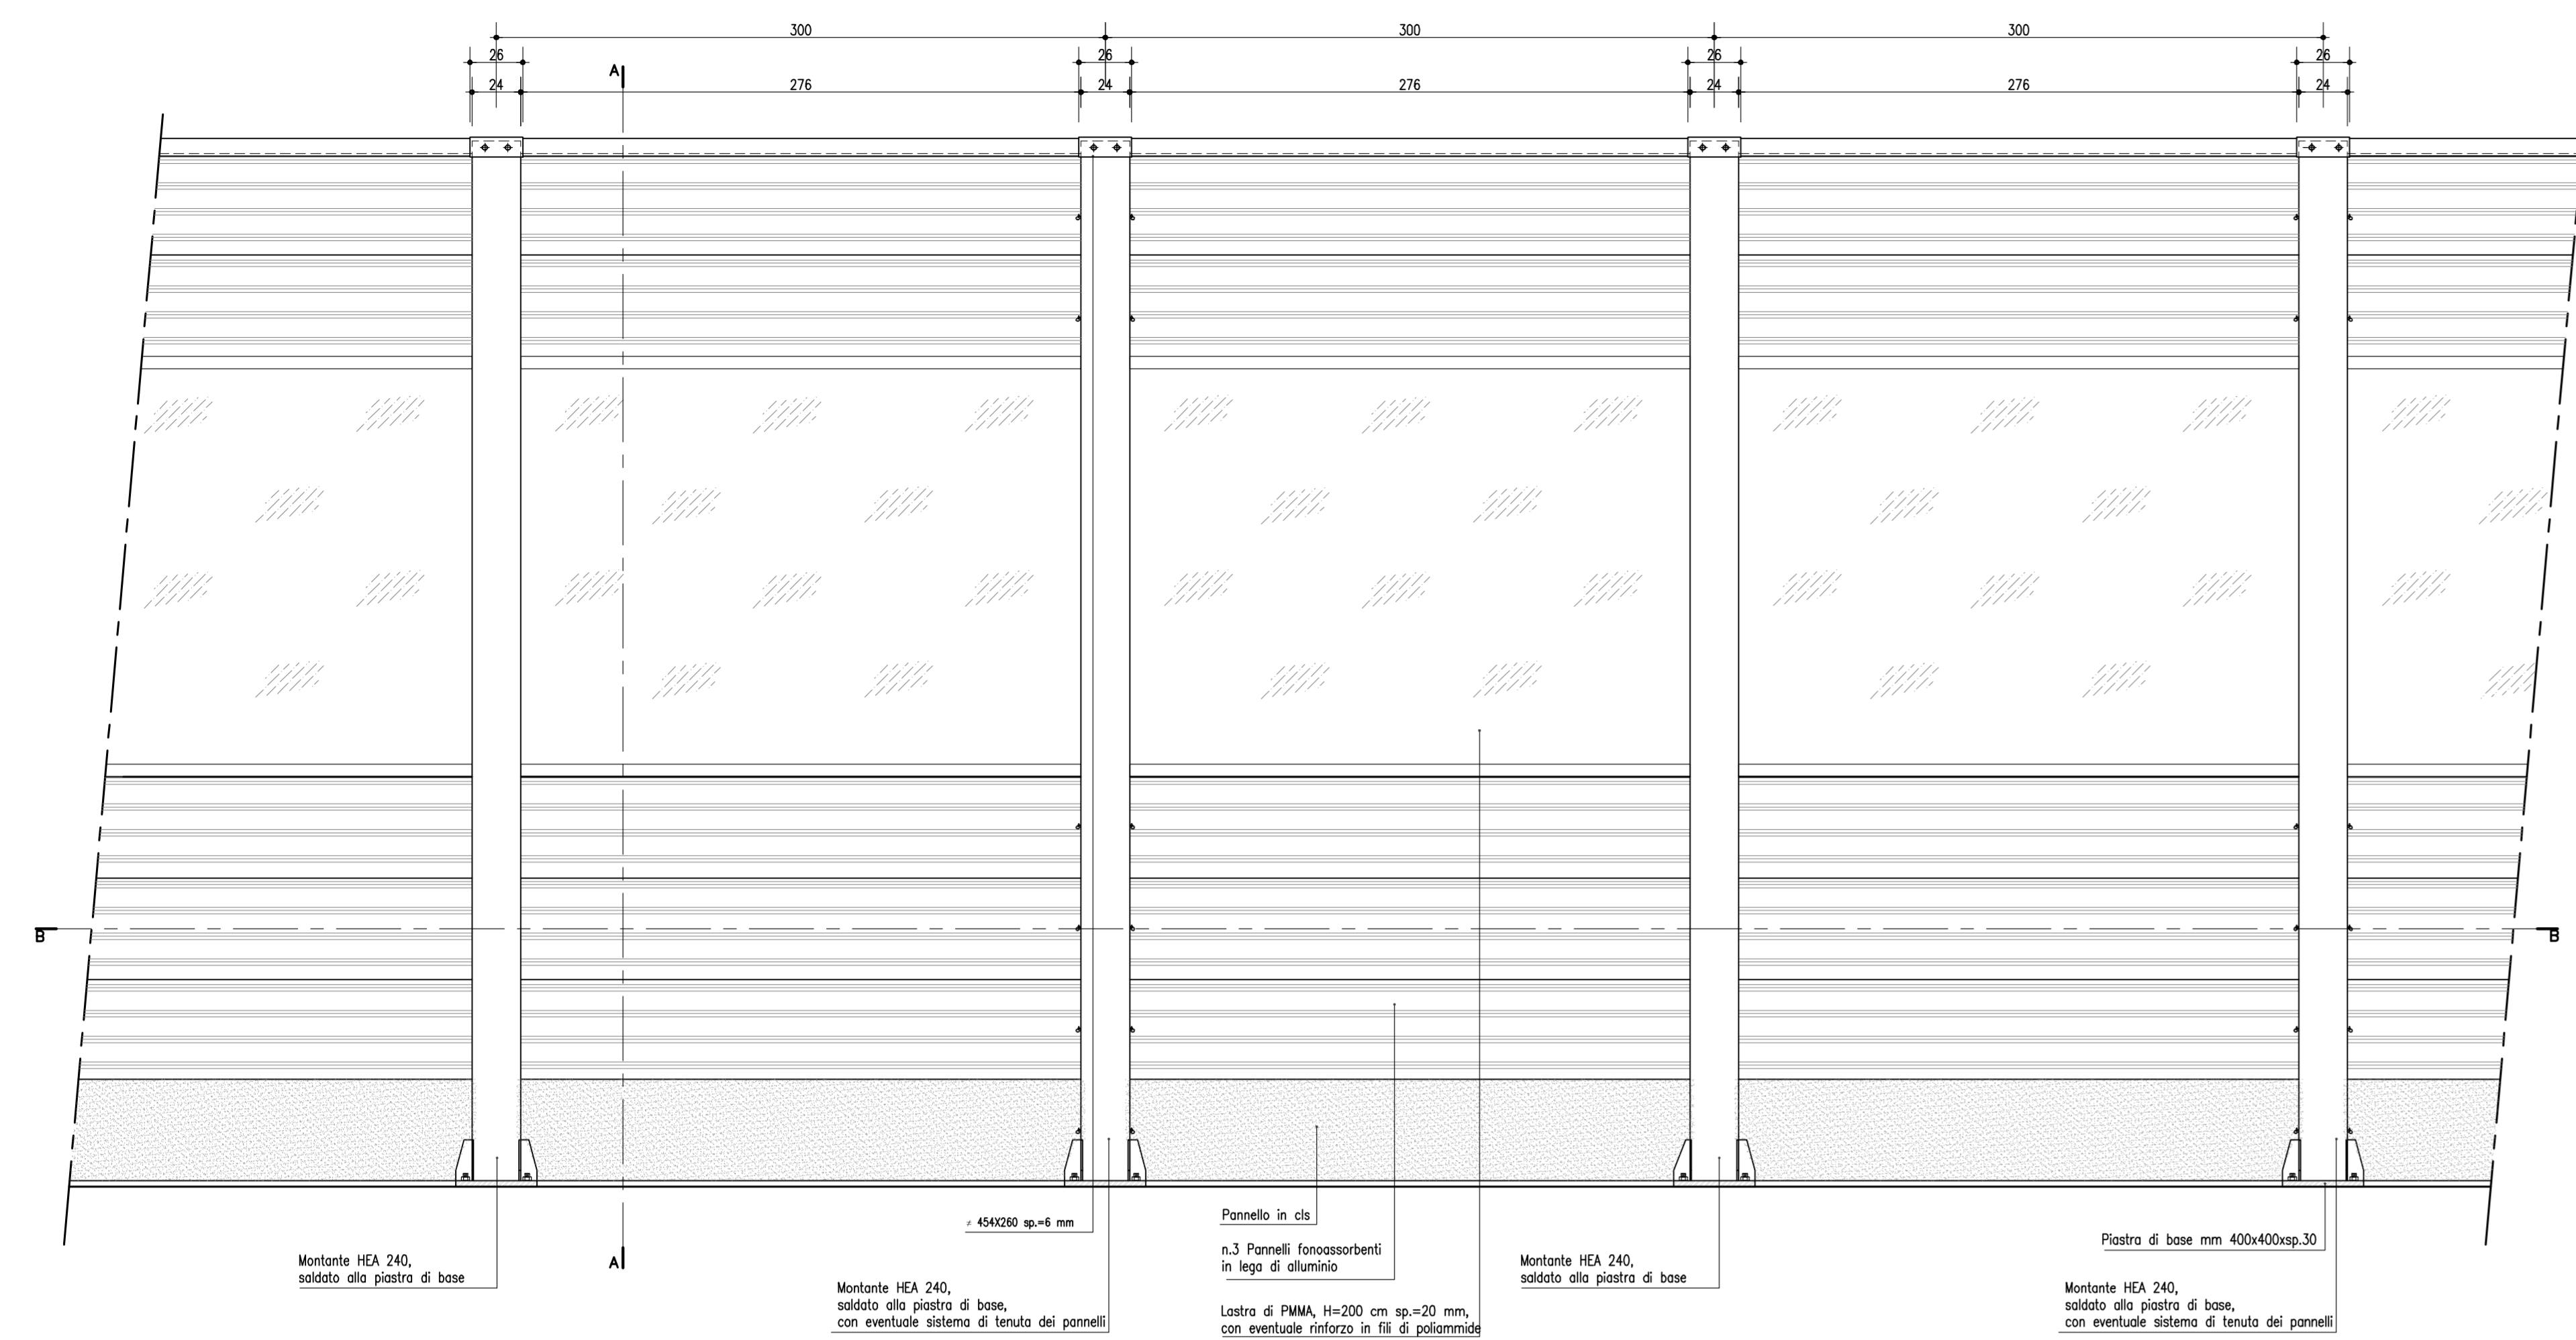 300 300 300
26 26 26 26
A
24 276 24 276 24 276 24
B B
≠ 454X260 sp.=6 mm
Pannello in cls
n.3 Pannelli fonoassorbenti
in lega di alluminio
Lastra di PMMA, H=200 cm sp.=20 mm,
con eventuale rinforzo in fili di poliammide
Montante HEA 240,
saldato alla piastra di base
A
Montante HEA 240,
saldato alla piastra di base,
con eventuale sistema di tenuta dei pannelli
Montante HEA 240,
saldato alla piastra di base
Piastra di base mm 400x400xsp.30
Montante HEA 240,
saldato alla piastra di base,
con eventuale sistema di tenuta dei pannelli